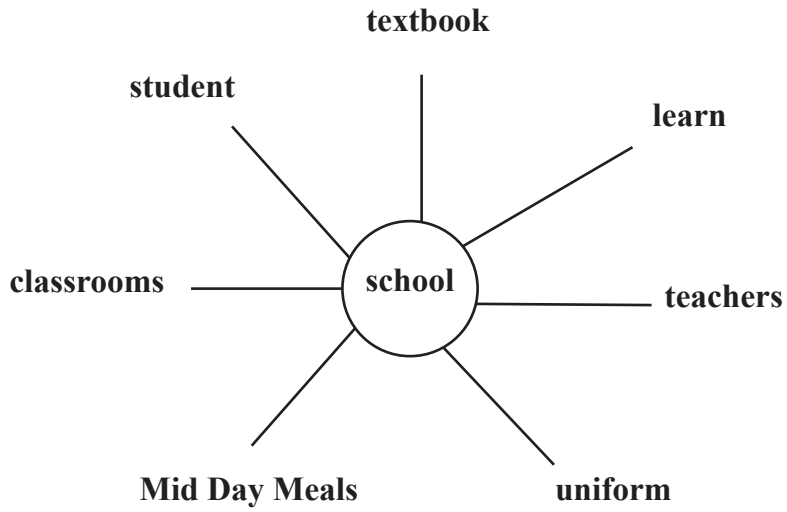 textbook
student
learn
school
classrooms
teachers
Mid Day Meals
uniform